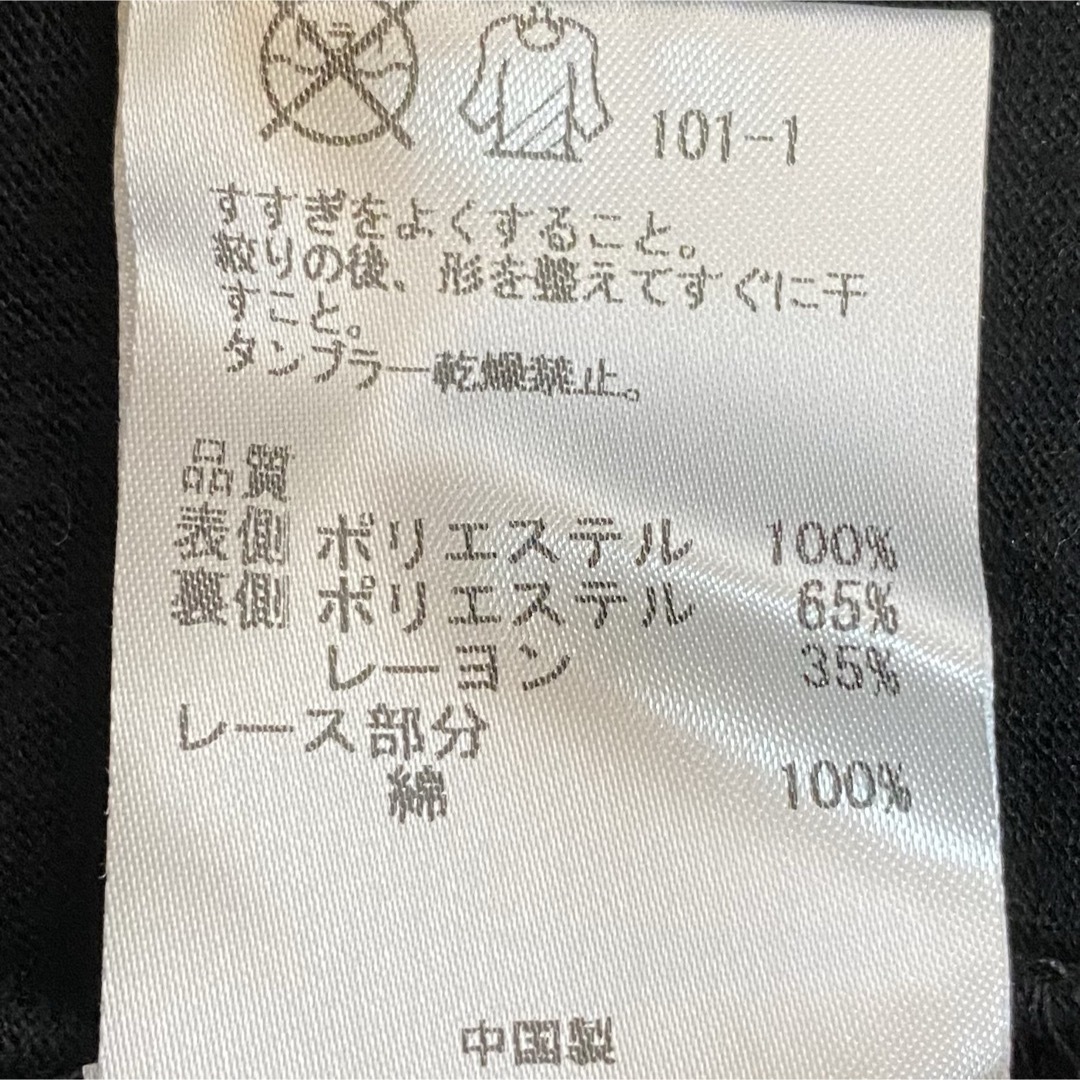 ドライ
101-1
すすぎをよくすること。
絞りの後、形を整えてすぐに干
すこと。
タンブラー乾燥禁止。
品質
表側 ポリエステル 100%
裏側 ポリエステル 65%
レーヨン 35%
レース部分
綿 100%
中国製